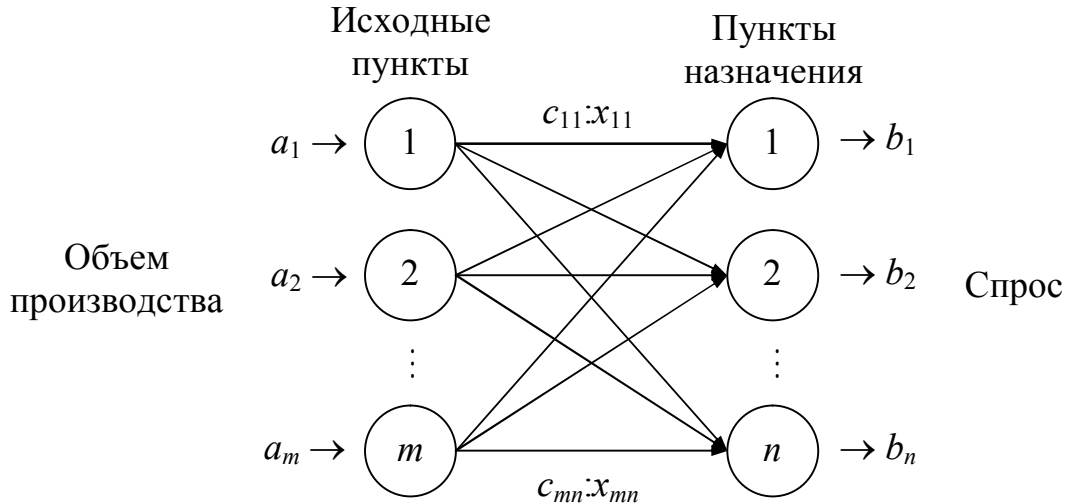 Исходные
пункты
Пункты
назначения
c₁₁:x₁₁
a₁ → 1
1 → b₁
Объем
производства
a₂ → 2
2 → b₂
Спрос
⋮ ⋮
aₘ → m
n → bₙ
cₘₙ:xₘₙ